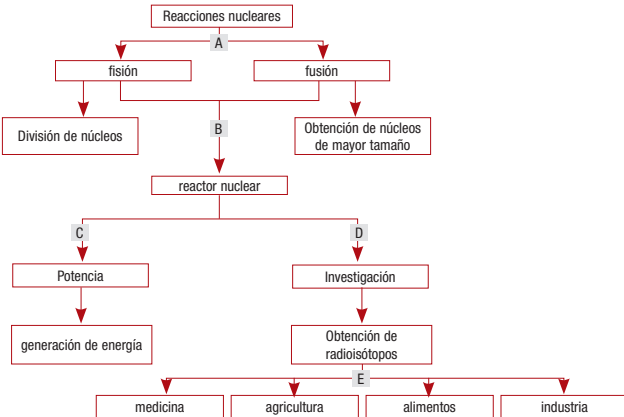 Reacciones nucleares
A
fisión
fusión
División de núcleos
B
Obtención de núcleos
de mayor tamaño
reactor nuclear
C
D
Potencia
Investigación
generación de energía
Obtención de
radioisótopos
E
medicina
agricultura
alimentos
industria